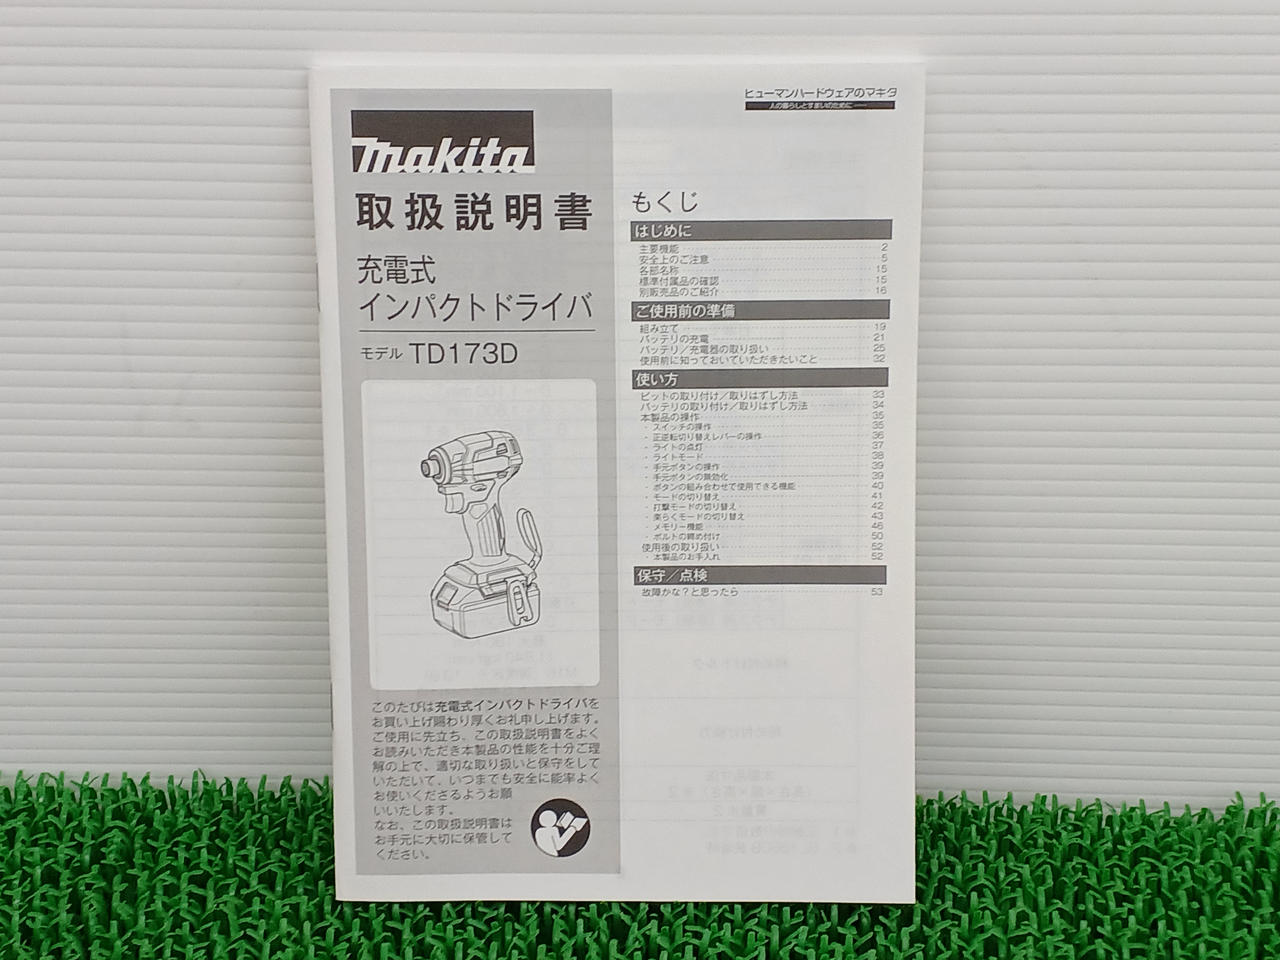 makita
取扱説明書
充電式
インパクトドライバ
モデル TD173D
このたびは充電式インパクトドライバを
お買い上げ賜わり厚くお礼申し上げます。
ご使用に先立ち、この取扱説明書をよく
お読みいただき本製品の性能を十分ご理
解の上で、適切な取り扱いと保守をして
いただいて、いつまでも安全に能率よく
お使いくださるようお願
いいたします。
なお、この取扱説明書は
お手元に大切に保管して
ください。
ヒューマンハードウェアのマキタ
人の暮らしとすまいのために
もくじ
はじめに
主要機能 2
安全上のご注意 5
各部名称 15
標準付属品の確認 15
別販売品のご紹介 16
ご使用前の準備
組み立て 19
バッテリの充電 21
バッテリ／充電器の取り扱い 25
使用前に知っておいていただきたいこと 32
使い方
ビットの取り付け／取りはずし方法 33
バッテリの取り付け／取りはずし方法 34
本製品の操作 35
・スイッチの操作 35
・正逆転切り替えレバーの操作 36
・ライトの点灯 37
・ライトモード 38
・手元ボタンの操作 39
・手元ボタンの無効化 39
・ボタンの組み合わせで使用できる機能 40
・モードの切り替え 41
・打撃モードの切り替え 42
・楽らくモードの切り替え 43
・メモリー機能 46
・ボルトの締め付け 50
使用後の取り扱い 52
・本製品のお手入れ 52
保守／点検
故障かな？と思ったら 53